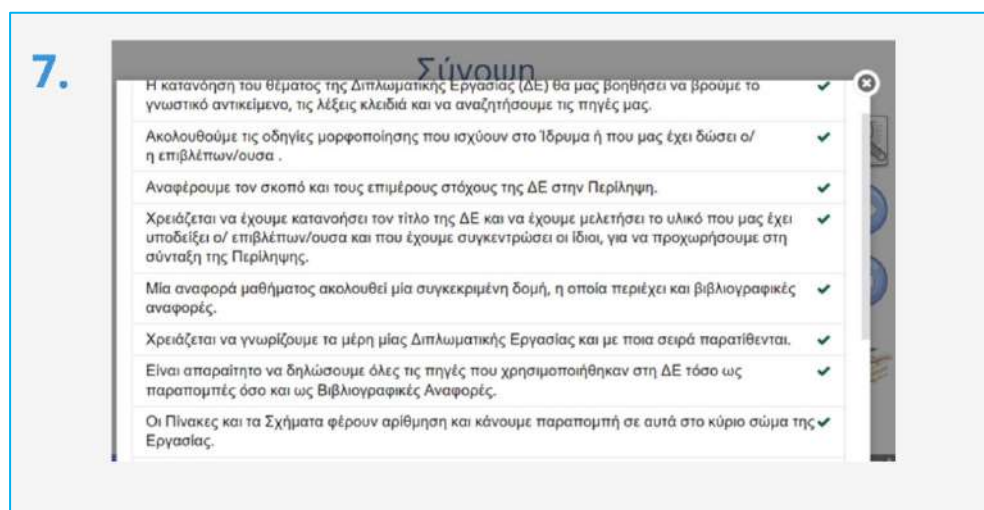 7.
Σύνοψη
Η κατανόηση του θέματος της Διπλωματικής Εργασίας (ΔΕ) θα μας βοηθήσει να βρούμε το
γνωστικό αντικείμενο, τις λέξεις κλειδιά και να αναζητήσουμε τις πηγές μας.
Ακολουθούμε τις οδηγίες μορφοποίησης που ισχύουν στο Ίδρυμα ή που μας έχει δώσει ο/
η επιβλέπων/ουσα .
Αναφέρουμε τον σκοπό και τους επιμέρους στόχους της ΔΕ στην Περίληψη.
Χρειάζεται να έχουμε κατανοήσει τον τίτλο της ΔΕ και να έχουμε μελετήσει το υλικό που μας έχει
υποδείξει ο/ επιβλέπων/ουσα και που έχουμε συγκεντρώσει οι ίδιοι, για να προχωρήσουμε στη
σύνταξη της Περίληψης.
Μία αναφορά μαθήματος ακολουθεί μία συγκεκριμένη δομή, η οποία περιέχει και βιβλιογραφικές
αναφορές.
Χρειάζεται να γνωρίζουμε τα μέρη μίας Διπλωματικής Εργασίας και με ποια σειρά παρατίθενται.
Είναι απαραίτητο να δηλώσουμε όλες τις πηγές που χρησιμοποιήθηκαν στη ΔΕ τόσο ως
παραπομπές όσο και ως Βιβλιογραφικές Αναφορές.
Οι Πίνακες και τα Σχήματα φέρουν αρίθμηση και κάνουμε παραπομπή σε αυτά στο κύριο σώμα της
Εργασίας.